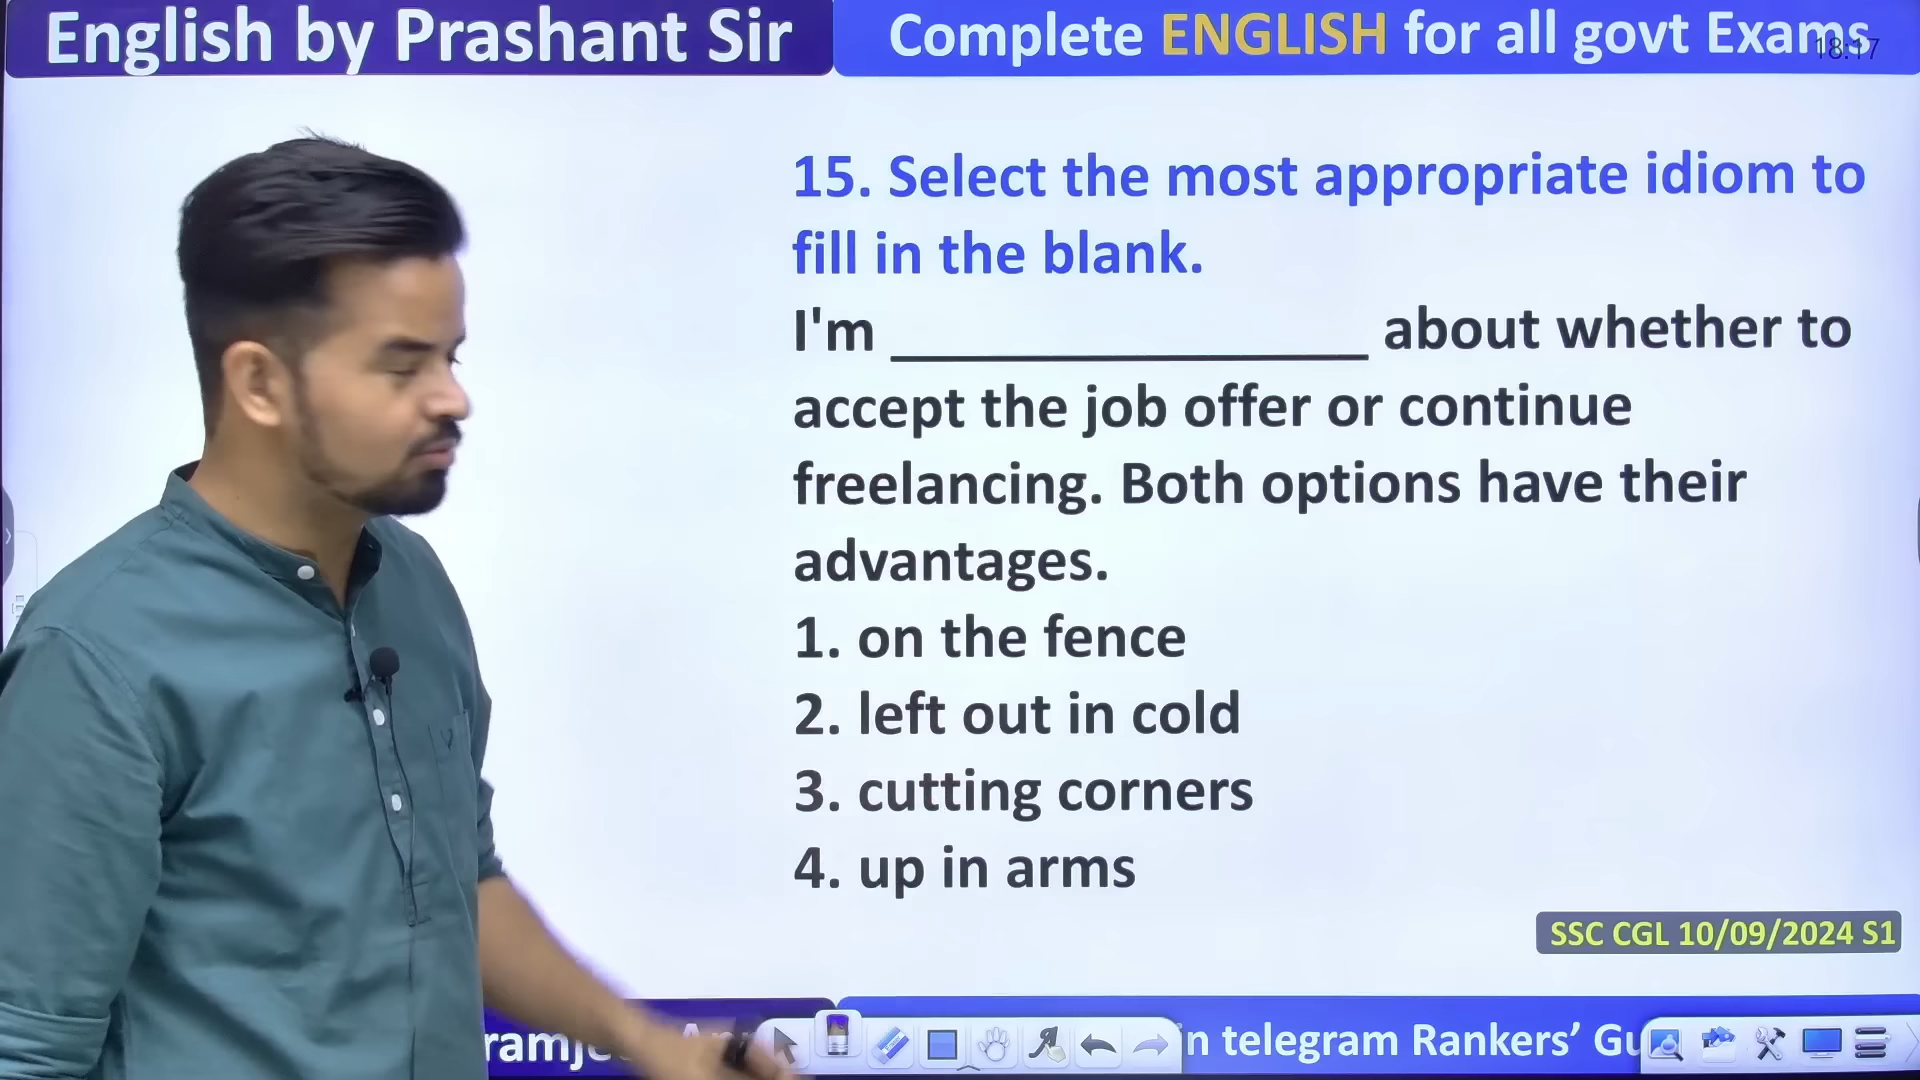 English by Prashant Sir
Complete ENGLISH for all govt Exams
18:17
15. Select the most appropriate idiom to
fill in the blank.
I'm ________________ about whether to
accept the job offer or continue
freelancing. Both options have their
advantages.
1. on the fence
2. left out in cold
3. cutting corners
4. up in arms
SSC CGL 10/09/2024 S1
in telegram Rankers’